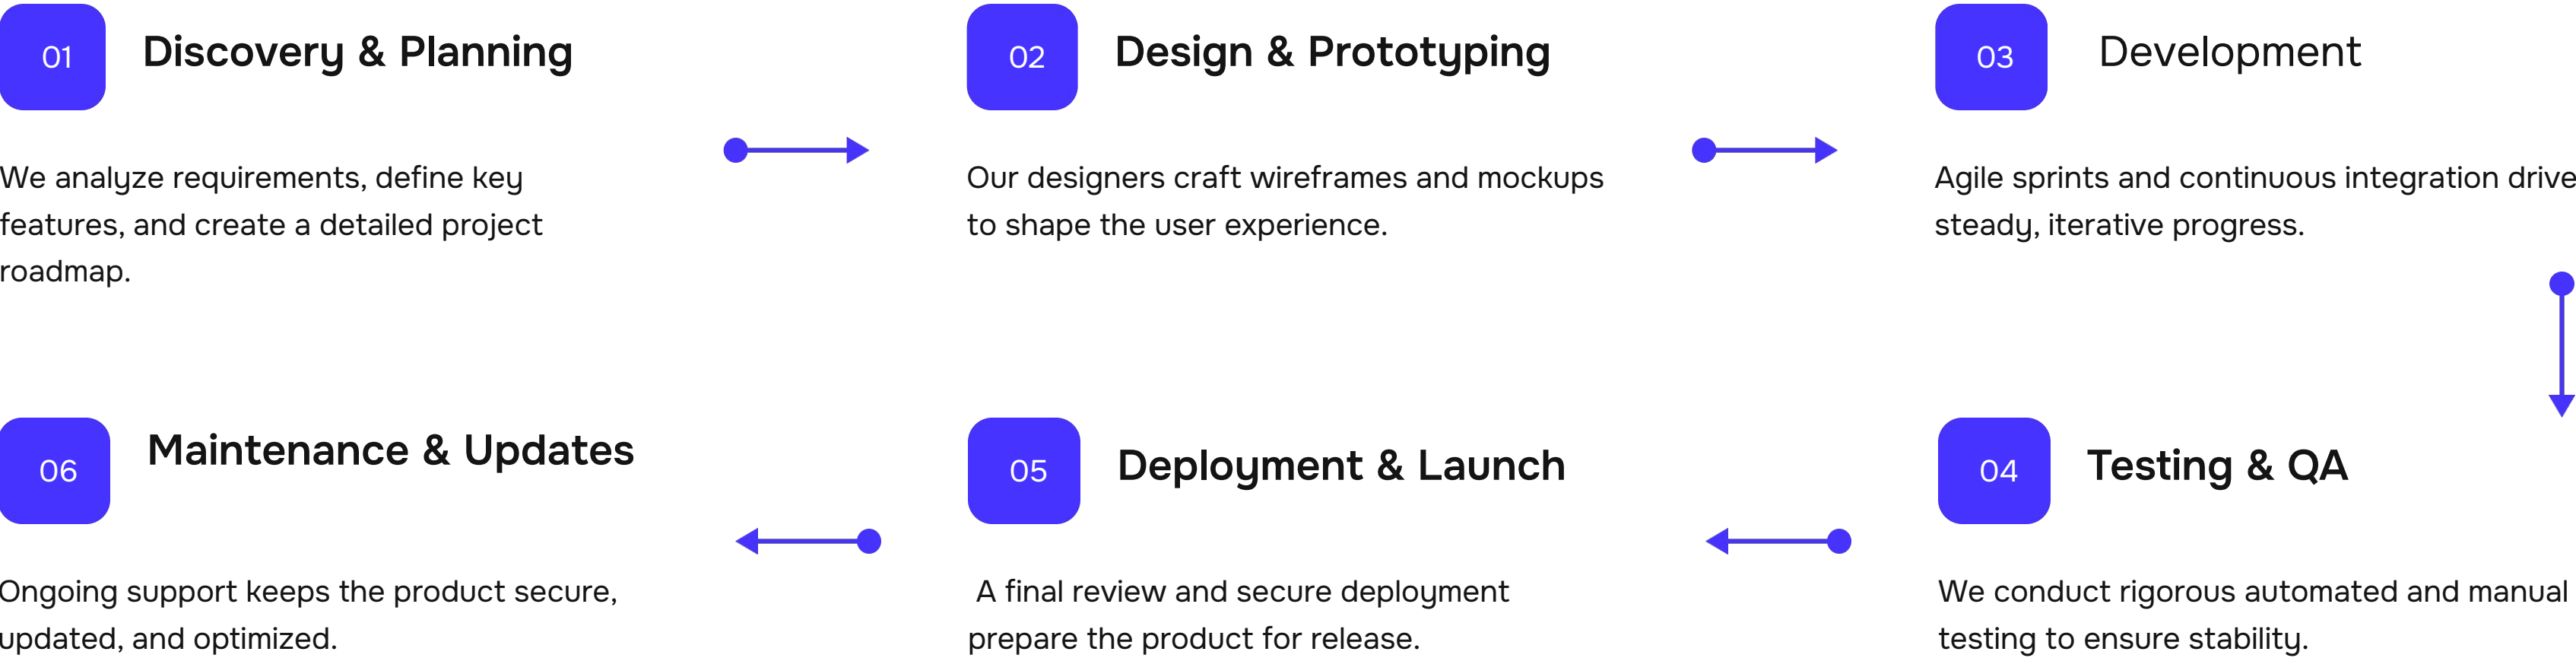 01
Discovery & Planning
We analyze requirements, define key
features, and create a detailed project
roadmap.
02
Design & Prototyping
Our designers craft wireframes and mockups
to shape the user experience.
03
Development
Agile sprints and continuous integration drive
steady, iterative progress.
04
Testing & QA
We conduct rigorous automated and manual
testing to ensure stability.
05
Deployment & Launch
A final review and secure deployment
prepare the product for release.
06
Maintenance & Updates
Ongoing support keeps the product secure,
updated, and optimized.